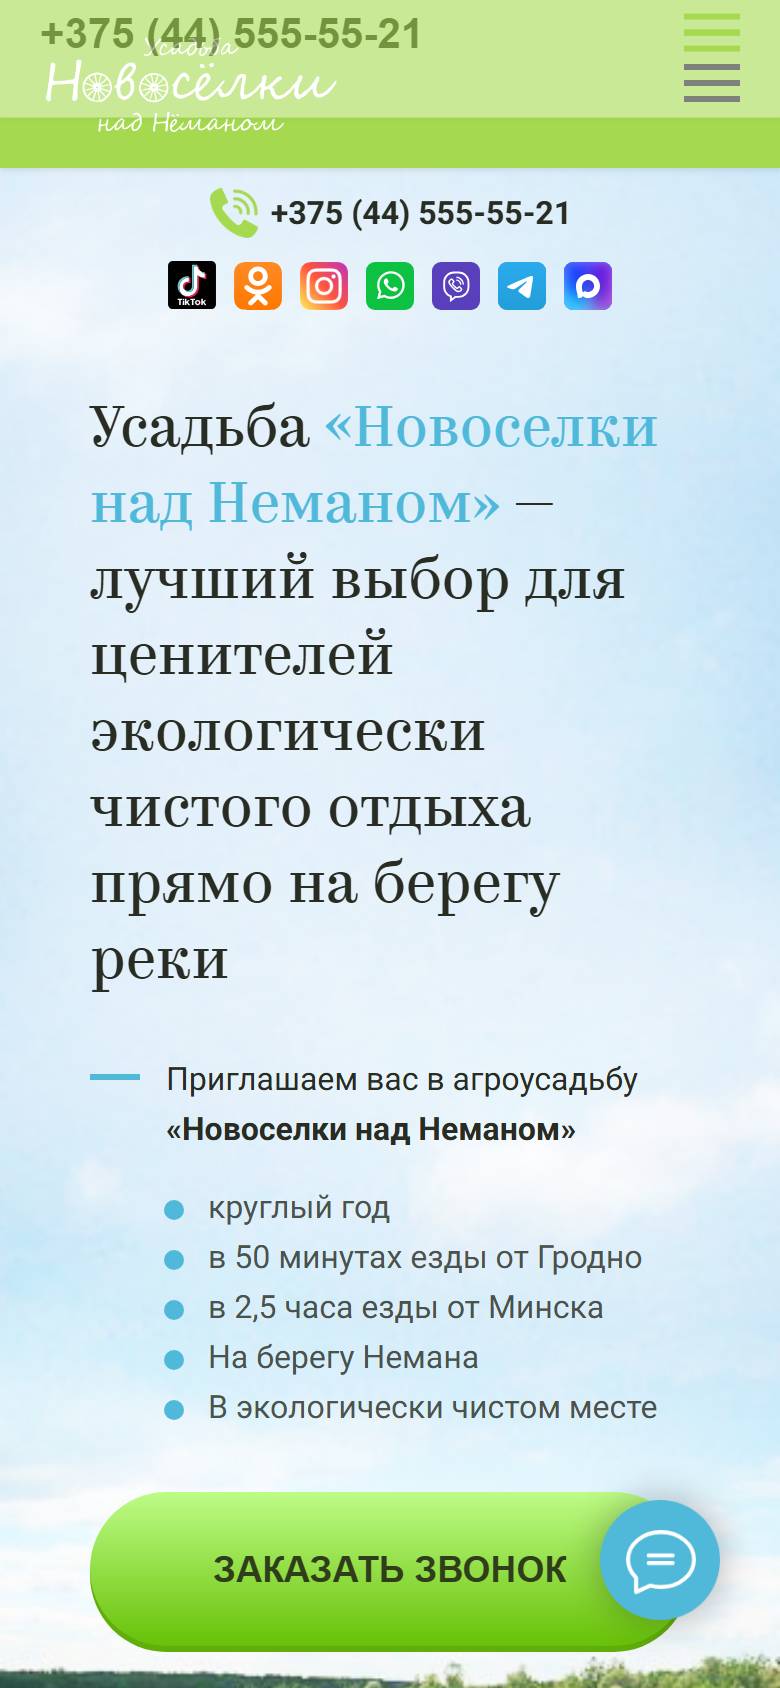 +375 (44) 555-55-21
Усадьба
Новосёлки
над Нёманом
+375 (44) 555-55-21
TikTok
Усадьба «Новоселки
над Неманом» —
лучший выбор для
ценителей
экологически
чистого отдыха
прямо на берегу
реки
Приглашаем вас в агроусадьбу
«Новоселки над Неманом»
круглый год
в 50 минутах езды от Гродно
в 2,5 часа езды от Минска
На берегу Немана
В экологически чистом месте
ЗАКАЗАТЬ ЗВОНОК